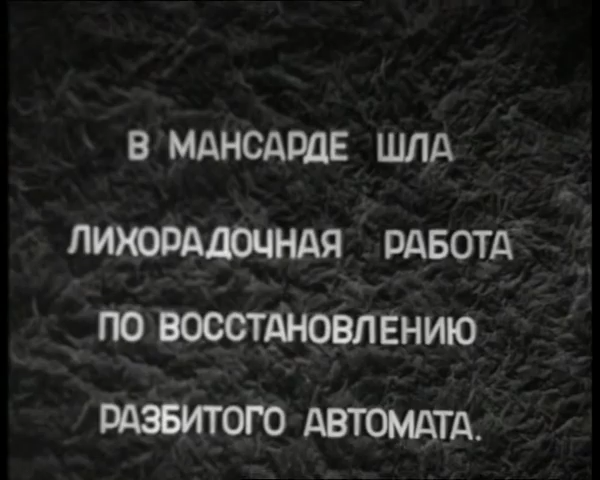 В МАНСАРДЕ ШЛА
ЛИХОРАДОЧНАЯ РАБОТА
ПО ВОССТАНОВЛЕНИЮ
РАЗБИТОГО АВТОМАТА.